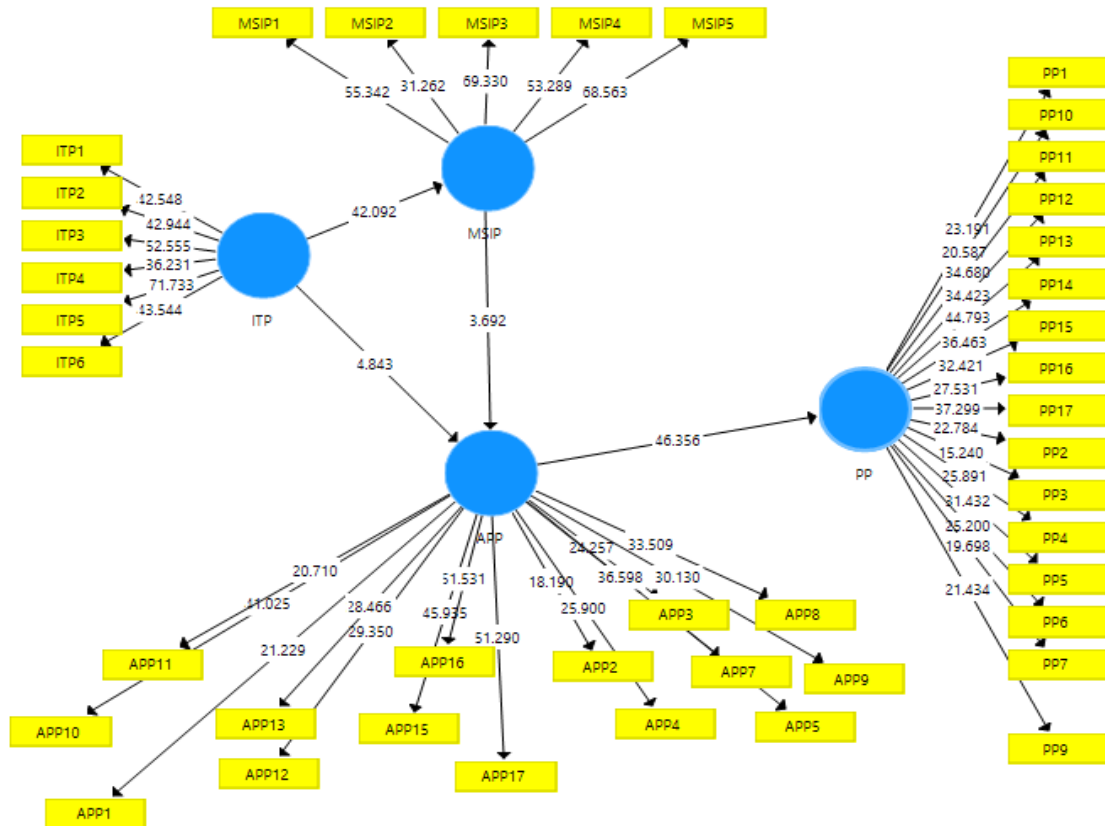 MSIP1 MSIP2 MSIP3 MSIP4 MSIP5
55.342 31.262 69.330 53.289 68.563
MSIP
ITP1
ITP2
ITP3
ITP4
ITP5
ITP6
42.548
42.944
52.555
36.231
71.733
43.544
ITP
42.092
3.692
4.843
46.356
PP
PP1
PP10
PP11
PP12
PP13
PP14
PP15
PP16
PP17
PP2
PP3
PP4
PP5
PP6
PP7
PP9
23.191
20.587
34.680
34.423
44.793
36.463
32.421
27.531
37.299
22.784
15.240
25.891
31.432
25.200
19.698
21.434
APP
20.710
41.025
21.229
28.466
29.350
51.531
45.935
51.290
18.190
25.900
24.257
36.598
30.130
33.509
APP3 APP8
APP11 APP16 APP2 APP7 APP9
APP10 APP13 APP15 APP4 APP5
APP12 APP17
APP1